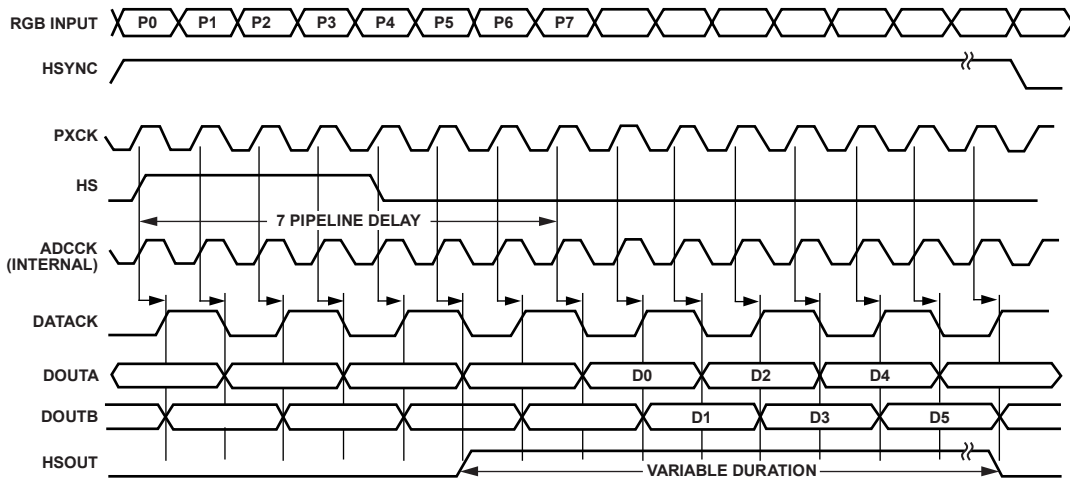 RGB INPUT P0 P1 P2 P3 P4 P5 P6 P7
HSYNC
PXCK
HS
7 PIPELINE DELAY
ADCCK
(INTERNAL)
DATACK
DOUTA D0 D2 D4
DOUTB D1 D3 D5
HSOUT VARIABLE DURATION